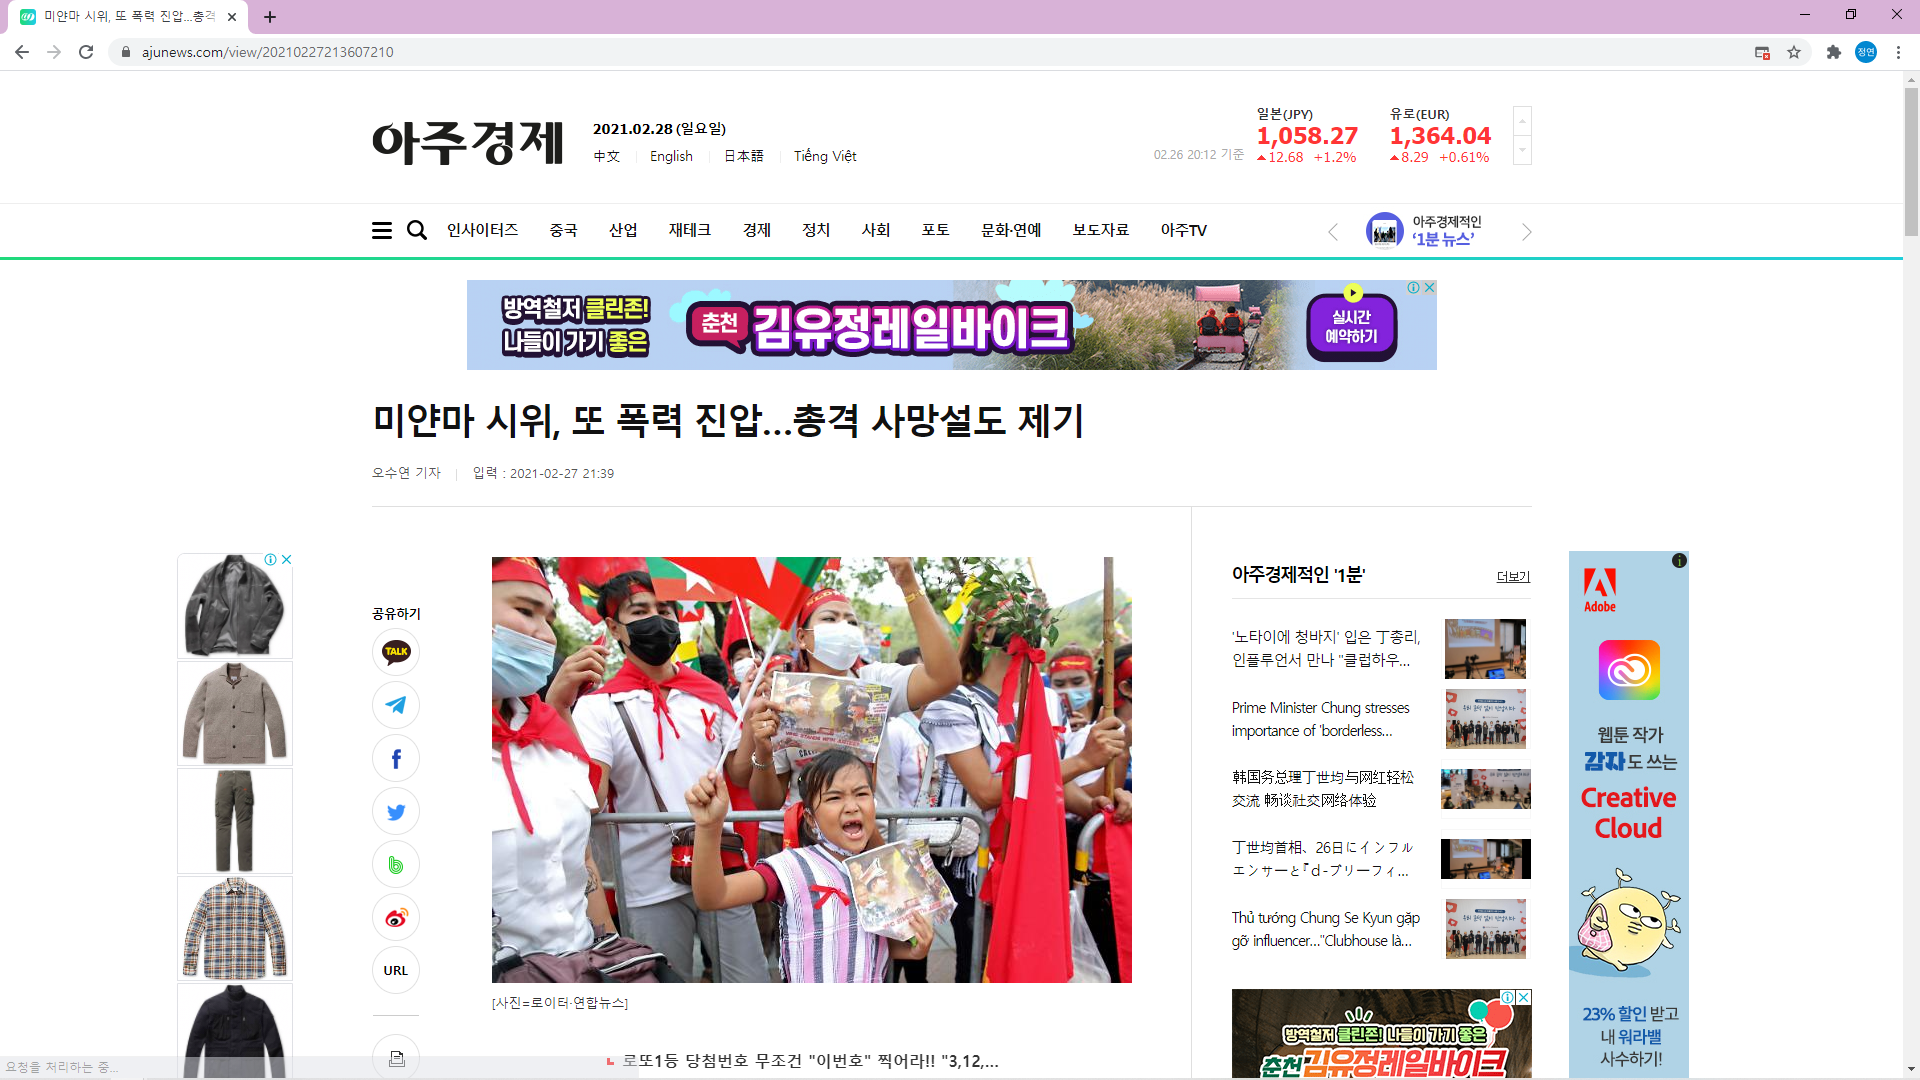 미얀마 시위, 또 폭력 진압...총격
ajunews.com/view/20210227213607210
정연
아주경제
2021.02.28 (일요일)
中文 English 日本語 Tiếng Việt
02.26 20:12 기준
일본(JPY)
1,058.27
12.68 +1.2%
유로(EUR)
1,364.04
8.29 +0.61%
인사이터즈 중국 산업 재테크 경제 정치 사회 포토 문화·연예 보도자료 아주TV
아주경제적인
'1분 뉴스'
방역철저 클린존!
나들이 가기 좋은
춘천 김유정레일바이크
실시간
예약하기
미얀마 시위, 또 폭력 진압...총격 사망설도 제기
오수연 기자 입력 : 2021-02-27 21:39
공유하기
TALK
URL
[사진=로이터·연합뉴스]
로또1등 당첨번호 무조건 "이번호" 찍어라!! "3,12,...
아주경제적인 '1분'
더보기
'노타이에 청바지' 입은 丁총리,
인플루언서 만나 "클럽하우...
Prime Minister Chung stresses
importance of 'borderless...
韩国务总理丁世均与网红轻松
交流 畅谈社交网络体验
丁世均首相、26日にインフル
エンサーと『ｄ-ブリーフィ...
Thủ tướng Chung Se Kyun gặp
gỡ influencer..."Clubhouse là...
방역철저 클린존! 나들이 가기 좋은
춘천 김유정레일바이크
Adobe
웹툰 작가
감자도 쓰는
Creative
Cloud
23% 할인 받고
내 워라밸
사수하기!
요청을 처리하는 중...